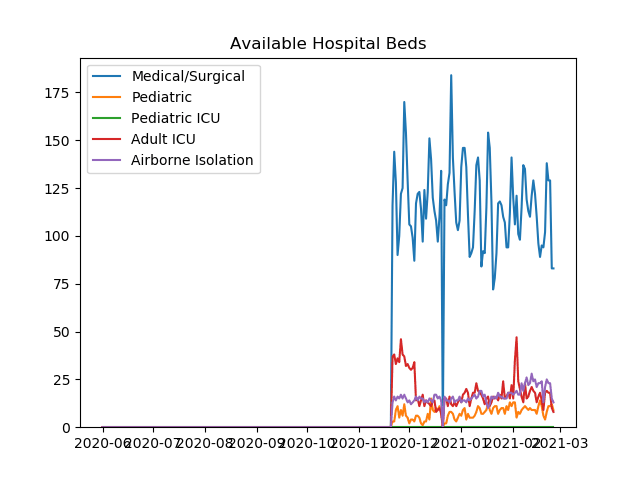 Available Hospital Beds
Medical/Surgical
Pediatric
Pediatric ICU
Adult ICU
Airborne Isolation
175
150
125
100
75
50
25
0
2020-06 2020-07 2020-08 2020-09 2020-10 2020-11 2020-12 2021-01 2021-02 2021-03